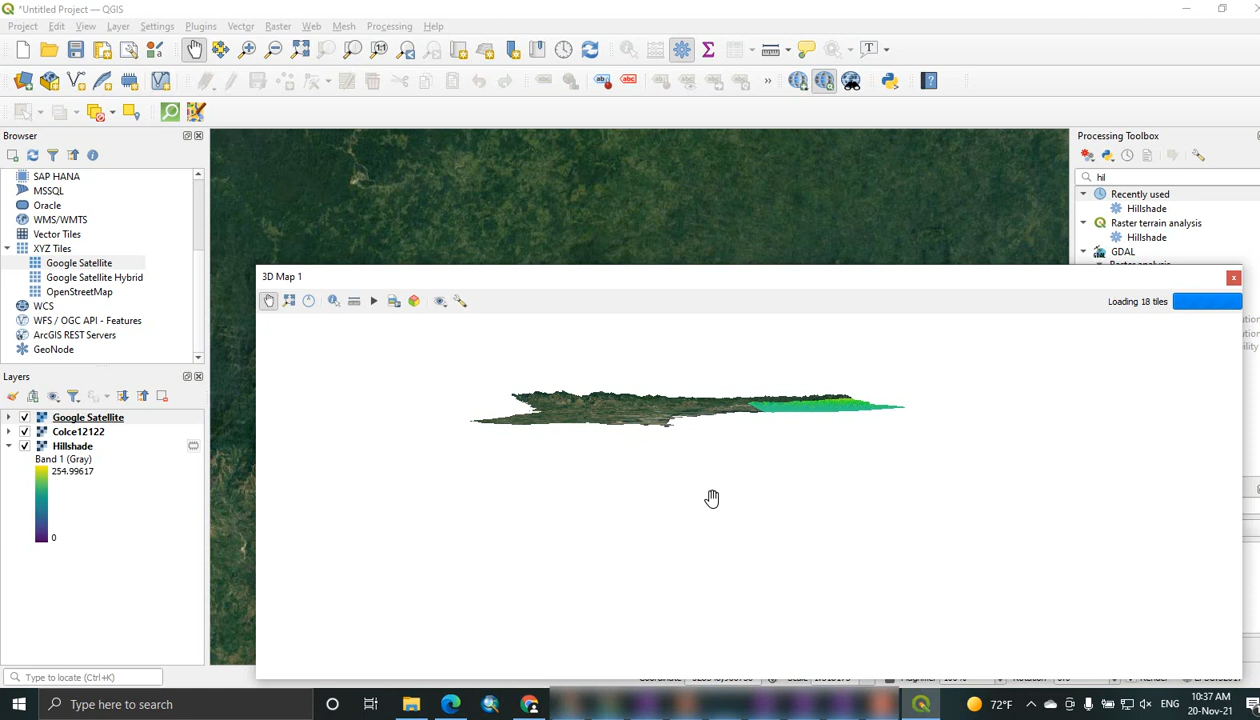 *Untitled Project — QGIS
Project Edit View Layer Settings Plugins Vector Raster Web Mesh Processing Help
Browser
SAP HANA
MSSQL
Oracle
WMS/WMTS
Vector Tiles
XYZ Tiles
Google Satellite
Google Satellite Hybrid
OpenStreetMap
WCS
WFS / OGC API - Features
ArcGIS REST Servers
GeoNode
Layers
Google Satellite
Colce12122
Hillshade
Band 1 (Gray)
254.99617
0
Type to locate (Ctrl+K)
Processing Toolbox
hil
Recently used
Hillshade
Raster terrain analysis
Hillshade
GDAL
3D Map 1
Loading 18 tiles
Type here to search
72°F
ENG
10:37 AM
20-Nov-21